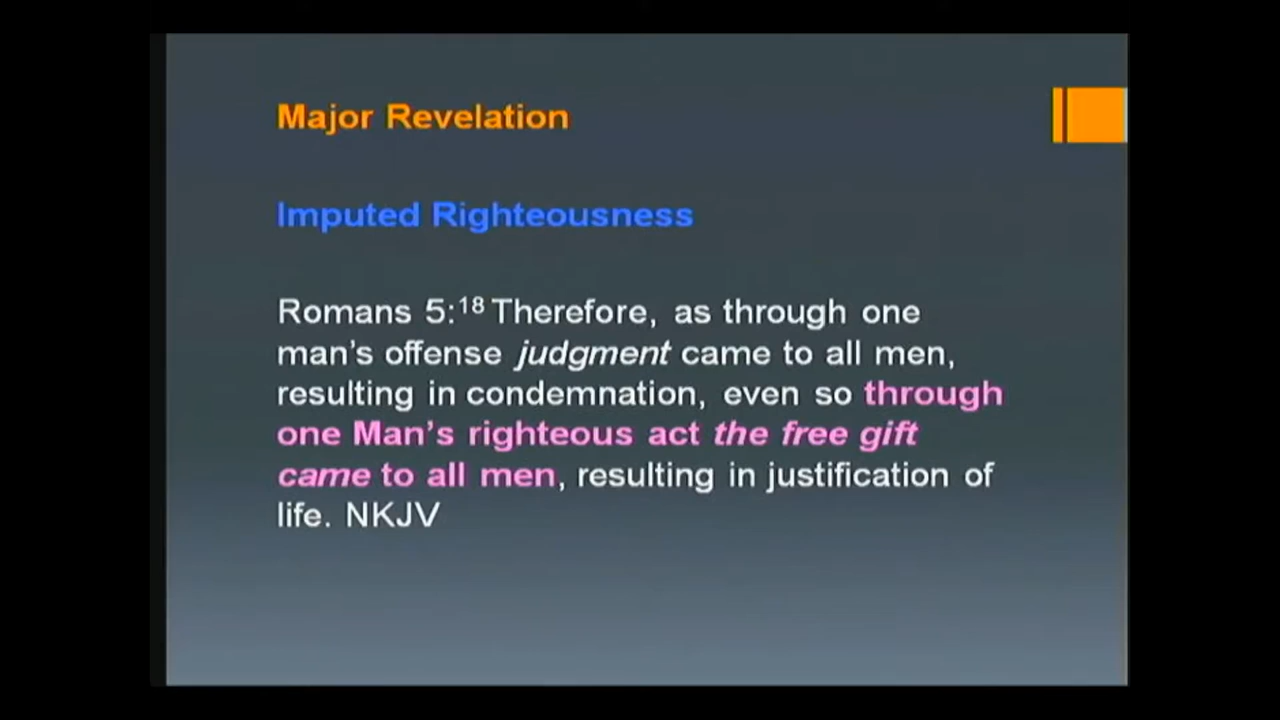 Major Revelation
Imputed Righteousness
Romans 5:18 Therefore, as through one
man’s offense judgment came to all men,
resulting in condemnation, even so through
one Man’s righteous act the free gift
came to all men, resulting in justification of
life. NKJV